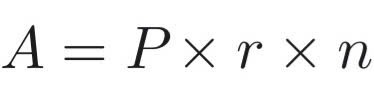 A = P × r × n